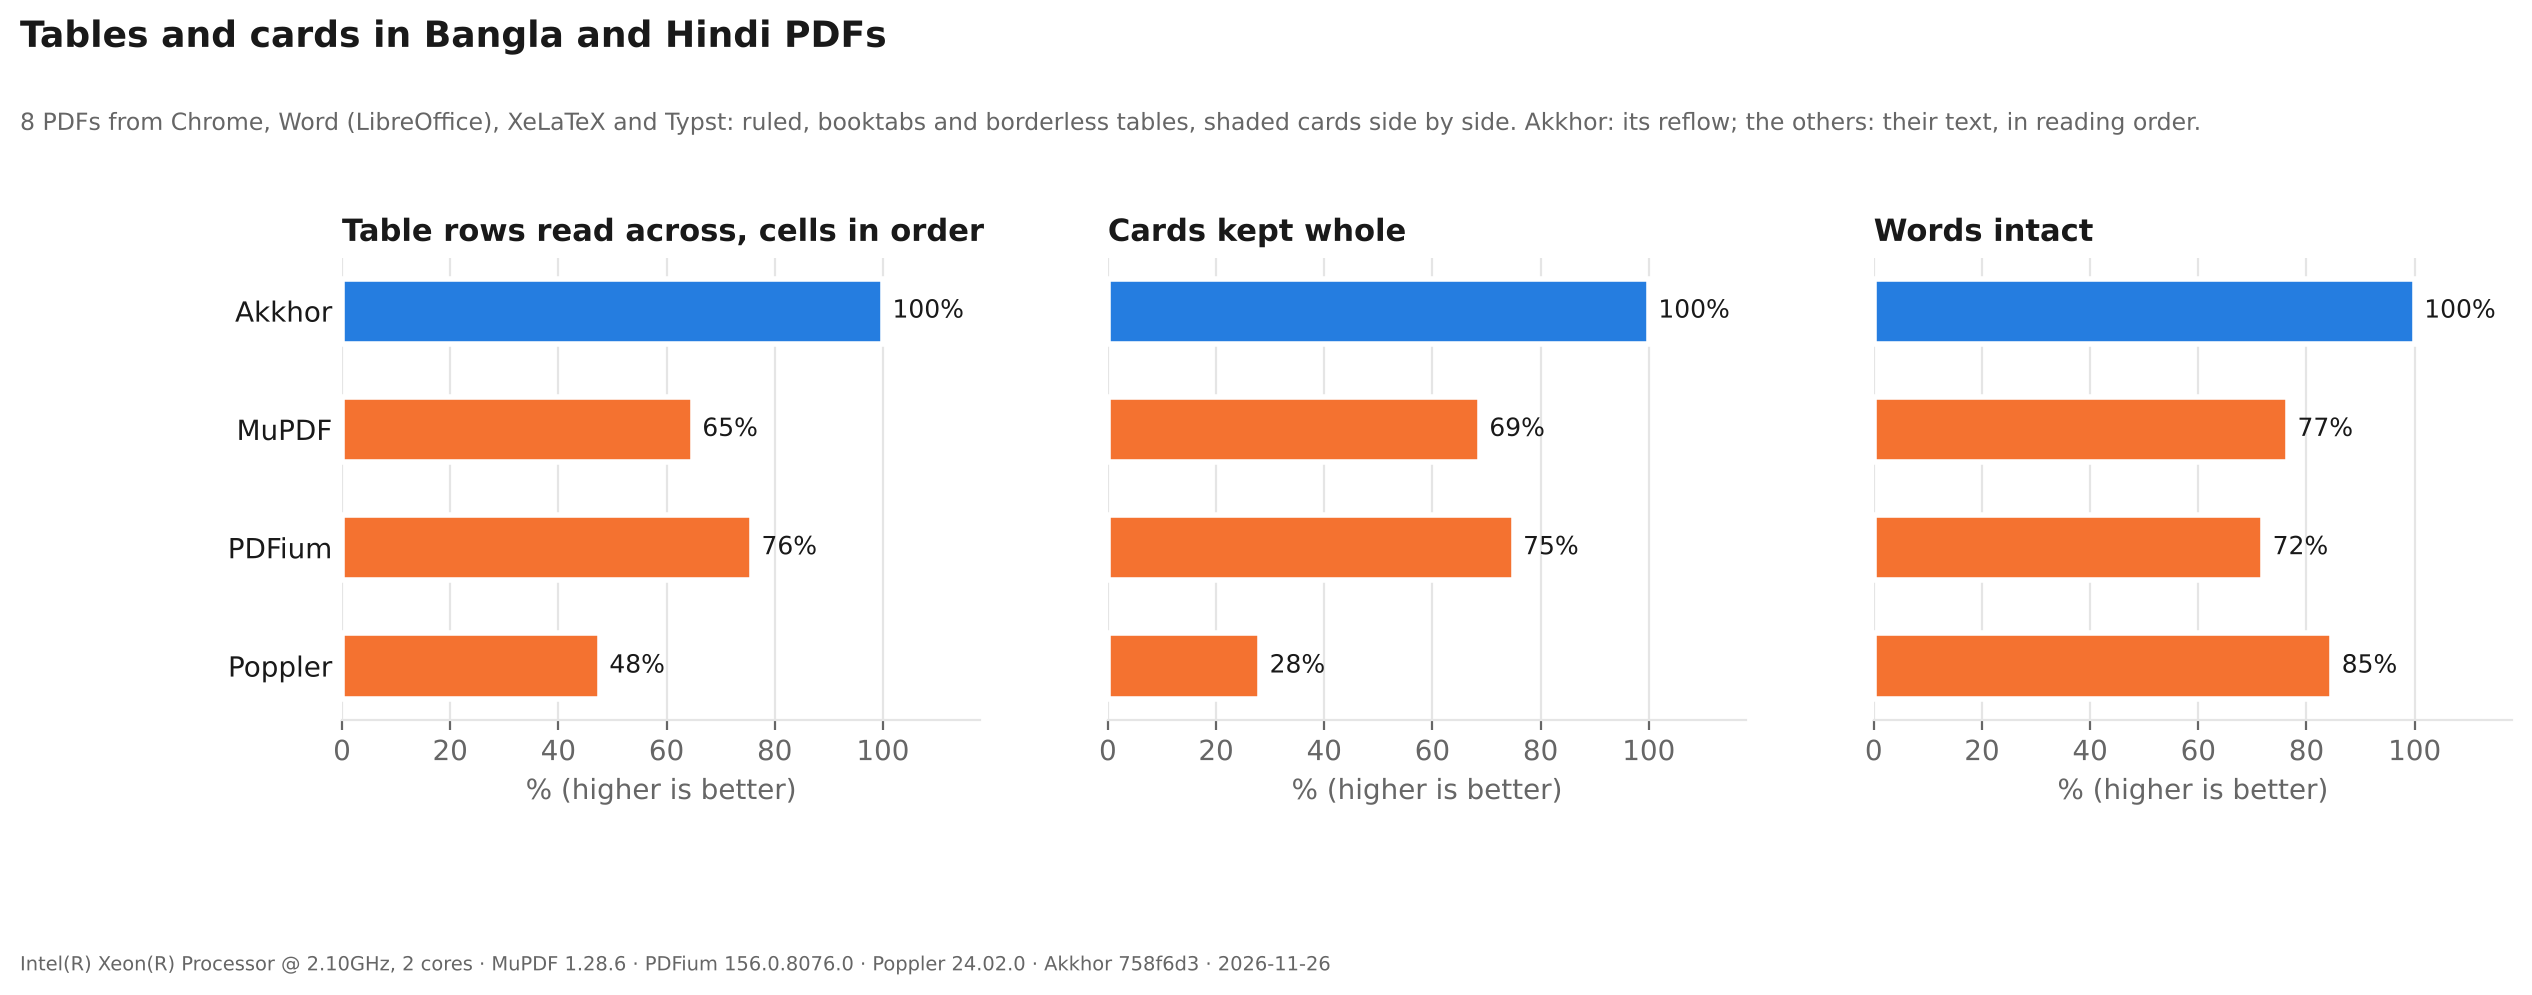 Tables and cards in Bangla and Hindi PDFs
8 PDFs from Chrome, Word (LibreOffice), XeLaTeX and Typst: ruled, booktabs and borderless tables, shaded cards side by side. Akkhor: its reflow; the others: their text, in reading order.
Table rows read across, cells in order
Akkhor
100%
MuPDF
65%
PDFium
76%
Poppler
48%
0 20 40 60 80 100
% (higher is better)
Cards kept whole
100%
69%
75%
28%
0 20 40 60 80 100
% (higher is better)
Words intact
100%
77%
72%
85%
0 20 40 60 80 100
% (higher is better)
Intel(R) Xeon(R) Processor @ 2.10GHz, 2 cores · MuPDF 1.28.6 · PDFium 156.0.8076.0 · Poppler 24.02.0 · Akkhor 758f6d3 · 2026-11-26